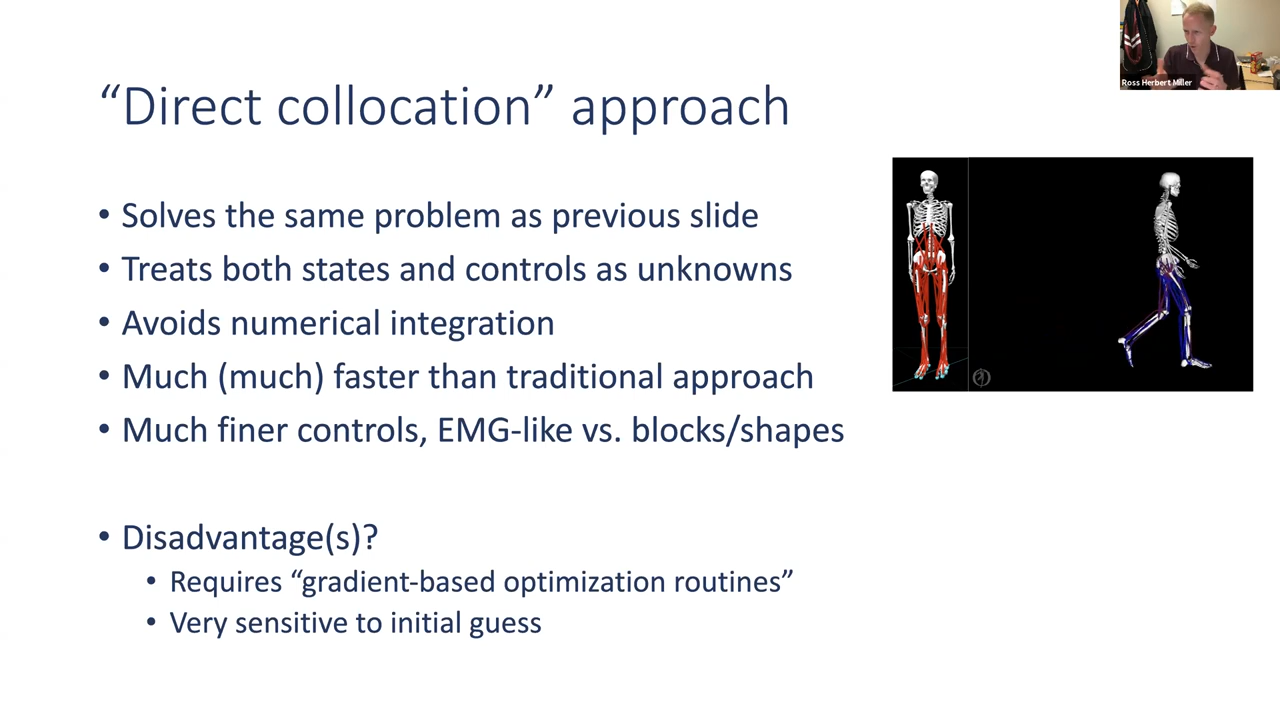 Ross Herbert Miller
“Direct collocation” approach
• Solves the same problem as previous slide
• Treats both states and controls as unknowns
• Avoids numerical integration
• Much (much) faster than traditional approach
• Much finer controls, EMG-like vs. blocks/shapes
• Disadvantage(s)?
• Requires “gradient-based optimization routines”
• Very sensitive to initial guess